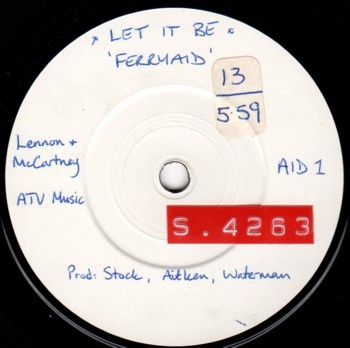 * LET IT BE *
'FERRYAID'
13
5.59
Lennon +
McCartney
AID 1
ATV Music
S.4263
Prod: Stock, Aitken, Waterman